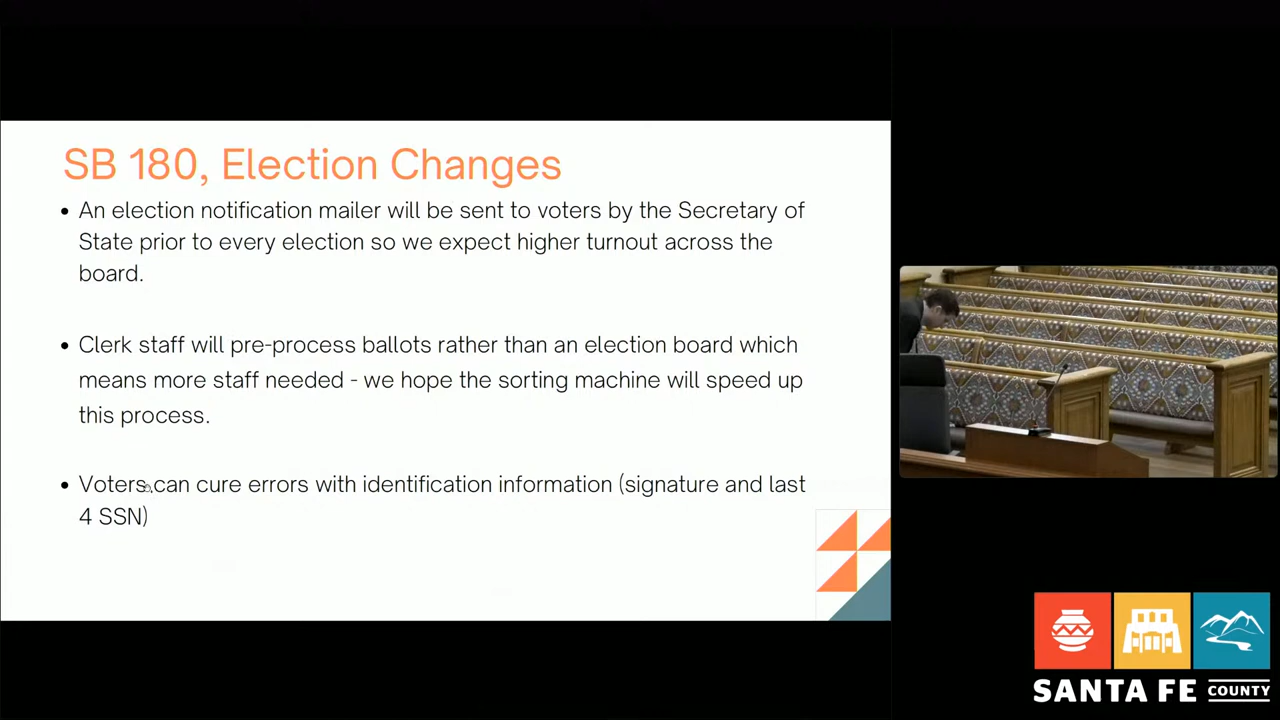 SB 180, Election Changes
• An election notification mailer will be sent to voters by the Secretary of
State prior to every election so we expect higher turnout across the
board.
• Clerk staff will pre-process ballots rather than an election board which
means more staff needed - we hope the sorting machine will speed up
this process.
• Voters can cure errors with identification information (signature and last
4 SSN)
SANTA FE COUNTY